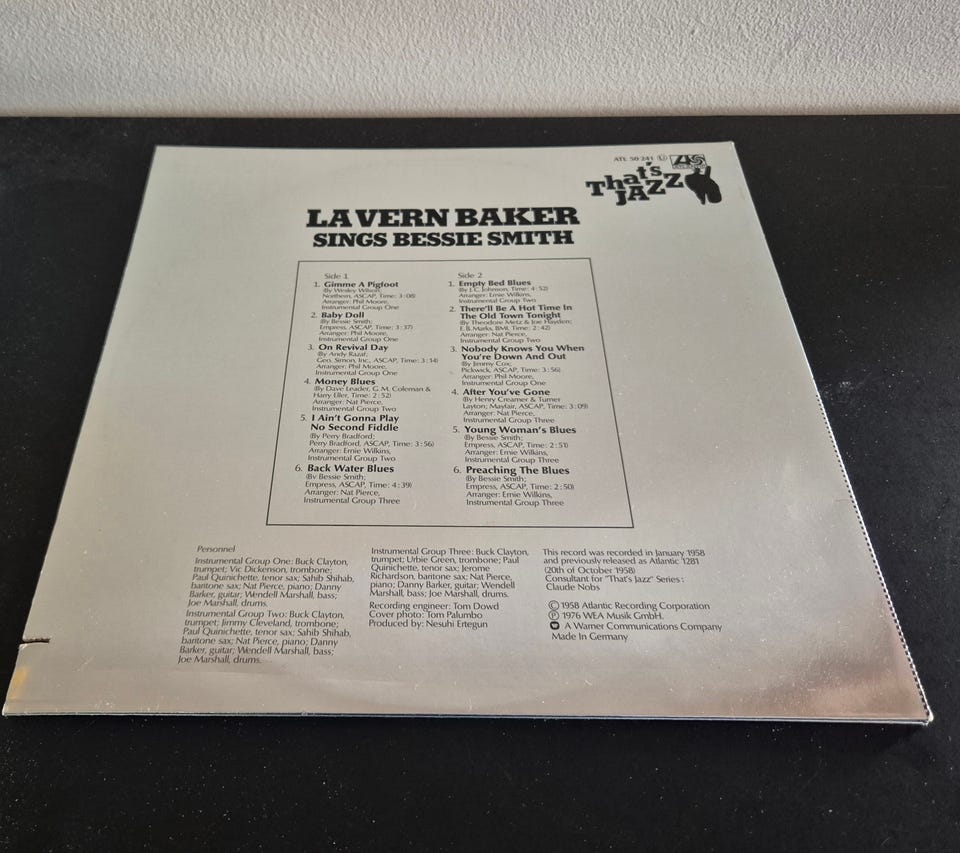 ATL 50 241 Ⓤ
That's
JAZZ
LAVERN BAKER
SINGS BESSIE SMITH
Side 1
1. Gimme A Pigfoot
(By Wesley Wilson;
Northern, ASCAP, Time: 3:08)
Arranger: Phil Moore,
Instrumental Group One
2. Baby Doll
(By Bessie Smith;
Empress, ASCAP, Time: 3:37)
Arranger: Phil Moore,
Instrumental Group One
3. On Revival Day
(By Andy Razaf;
Geo. Simon, Inc., ASCAP, Time: 3:14)
Arranger: Phil Moore,
Instrumental Group One
4. Money Blues
(By Dave Leader, G. M. Coleman &
Harry Eller, Time: 2:52)
Arranger: Nat Pierce,
Instrumental Group Two
5. I Ain't Gonna Play
No Second Fiddle
(By Perry Bradford;
Perry Bradford, ASCAP, Time: 3:56)
Arranger: Ernie Wilkins,
Instrumental Group Two
6. Back Water Blues
(By Bessie Smith;
Empress, ASCAP, Time: 4:39)
Arranger: Nat Pierce,
Instrumental Group Three
Side 2
1. Empty Bed Blues
(By J. C. Johnson, Time: 4:52)
Arranger: Ernie Wilkins,
Instrumental Group Two
2. There'll Be A Hot Time In
The Old Town Tonight
(By Theodore Metz & Joe Hayden;
E. B. Marks, BMI, Time: 2:42)
Arranger: Nat Pierce,
Instrumental Group Two
3. Nobody Knows You When
You're Down And Out
(By Jimmy Cox;
Pickwick, ASCAP, Time: 3:56)
Arranger: Phil Moore,
Instrumental Group One
4. After You've Gone
(By Henry Creamer & Turner
Layton; Mayfair, ASCAP, Time: 3:09)
Arranger: Nat Pierce,
Instrumental Group Three
5. Young Woman's Blues
(By Bessie Smith;
Empress, ASCAP, Time: 2:51)
Arranger: Ernie Wilkins,
Instrumental Group Three
6. Preaching The Blues
(By Bessie Smith;
Empress, ASCAP, Time: 2:50)
Arranger: Ernie Wilkins,
Instrumental Group Three
Personnel
Instrumental Group One: Buck Clayton,
trumpet; Vic Dickenson, trombone;
Paul Quinichette, tenor sax; Sahib Shihab,
baritone sax; Nat Pierce, piano; Danny
Barker, guitar; Wendell Marshall, bass;
Joe Marshall, drums.
Instrumental Group Two: Buck Clayton,
trumpet; Jimmy Cleveland, trombone;
Paul Quinichette, tenor sax; Sahib Shihab,
baritone sax; Nat Pierce, piano; Danny
Barker, guitar; Wendell Marshall, bass;
Joe Marshall, drums.
Instrumental Group Three: Buck Clayton,
trumpet; Urbie Green, trombone; Paul
Quinichette, tenor sax; Jerome
Richardson, baritone sax; Nat Pierce,
piano; Danny Barker, guitar; Wendell
Marshall, bass; Joe Marshall, drums.
Recording engineer: Tom Dowd
Cover photo: Tom Palumbo
Produced by: Nesuhi Ertegun
This record was recorded in January 1958
and previously released as Atlantic 1281
(20th of October 1958)
Consultant for "That's Jazz" Series:
Claude Nobs
© 1958 Atlantic Recording Corporation
Ⓟ 1976 WEA Musik GmbH.
A Warner Communications Company
Made In Germany